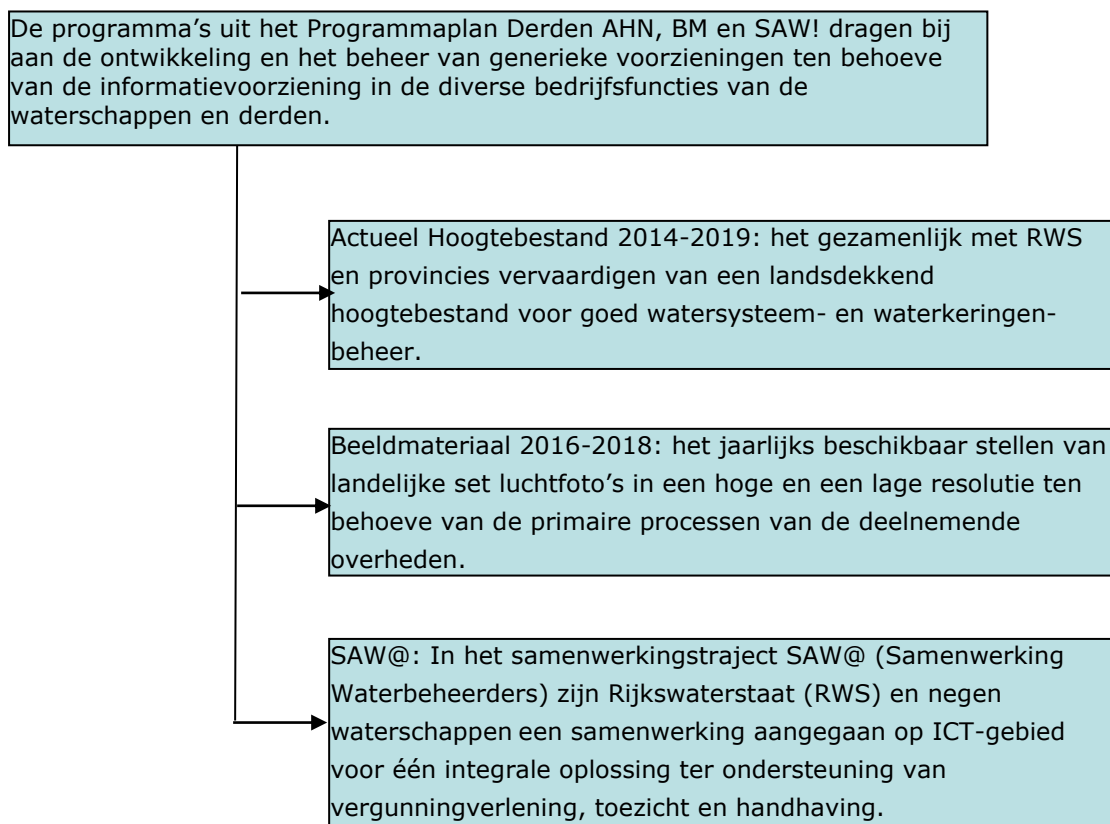 De programma’s uit het Programmaplan Derden AHN, BM en SAW! dragen bij
aan de ontwikkeling en het beheer van generieke voorzieningen ten behoeve
van de informatievoorziening in de diverse bedrijfsfuncties van de
waterschappen en derden.
Actueel Hoogtebestand 2014-2019: het gezamenlijk met RWS
en provincies vervaardigen van een landsdekkend
hoogtebestand voor goed watersysteem- en waterkeringen-
beheer.
Beeldmateriaal 2016-2018: het jaarlijks beschikbaar stellen van
landelijke set luchtfoto’s in een hoge en een lage resolutie ten
behoeve van de primaire processen van de deelnemende
overheden.
SAW@: In het samenwerkingstraject SAW@ (Samenwerking
Waterbeheerders) zijn Rijkswaterstaat (RWS) en negen
waterschappen een samenwerking aangegaan op ICT-gebied
voor één integrale oplossing ter ondersteuning van
vergunningverlening, toezicht en handhaving.